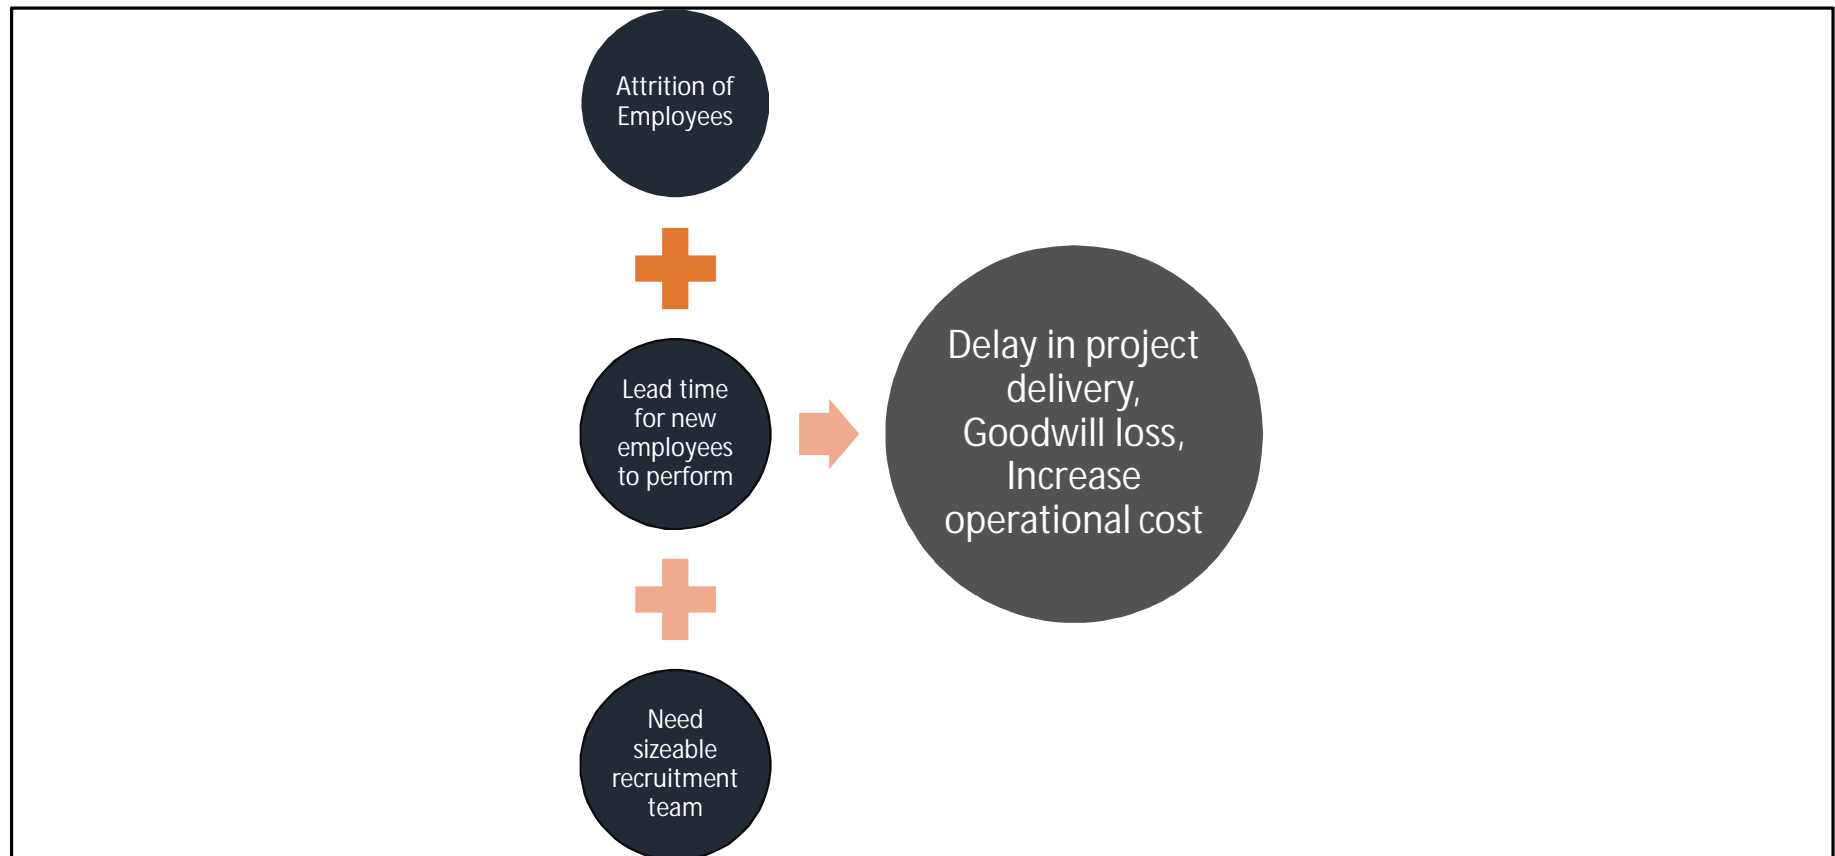 Attrition of
Employees
Lead time
for new
employees
to perform
Need
sizeable
recruitment
team
Delay in project
delivery,
Goodwill loss,
Increase
operational cost